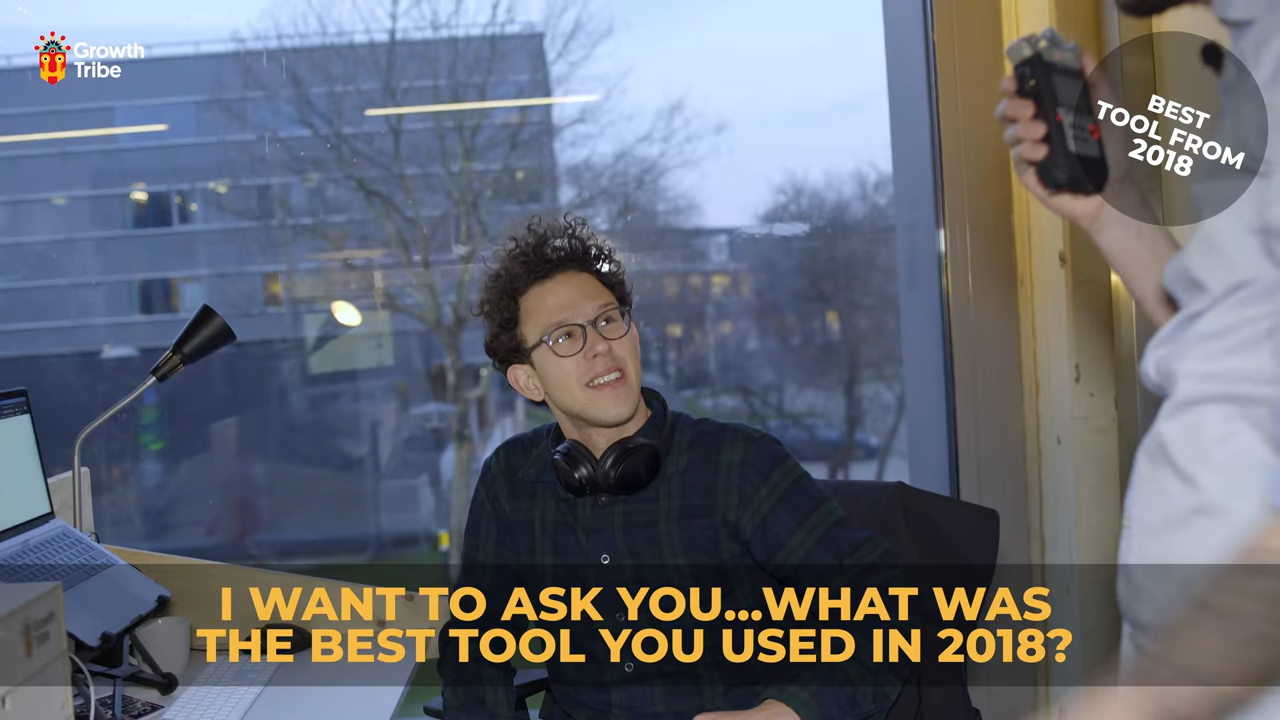 Growth
Tribe
BEST
TOOL FROM
2018
I WANT TO ASK YOU...WHAT WAS
THE BEST TOOL YOU USED IN 2018?